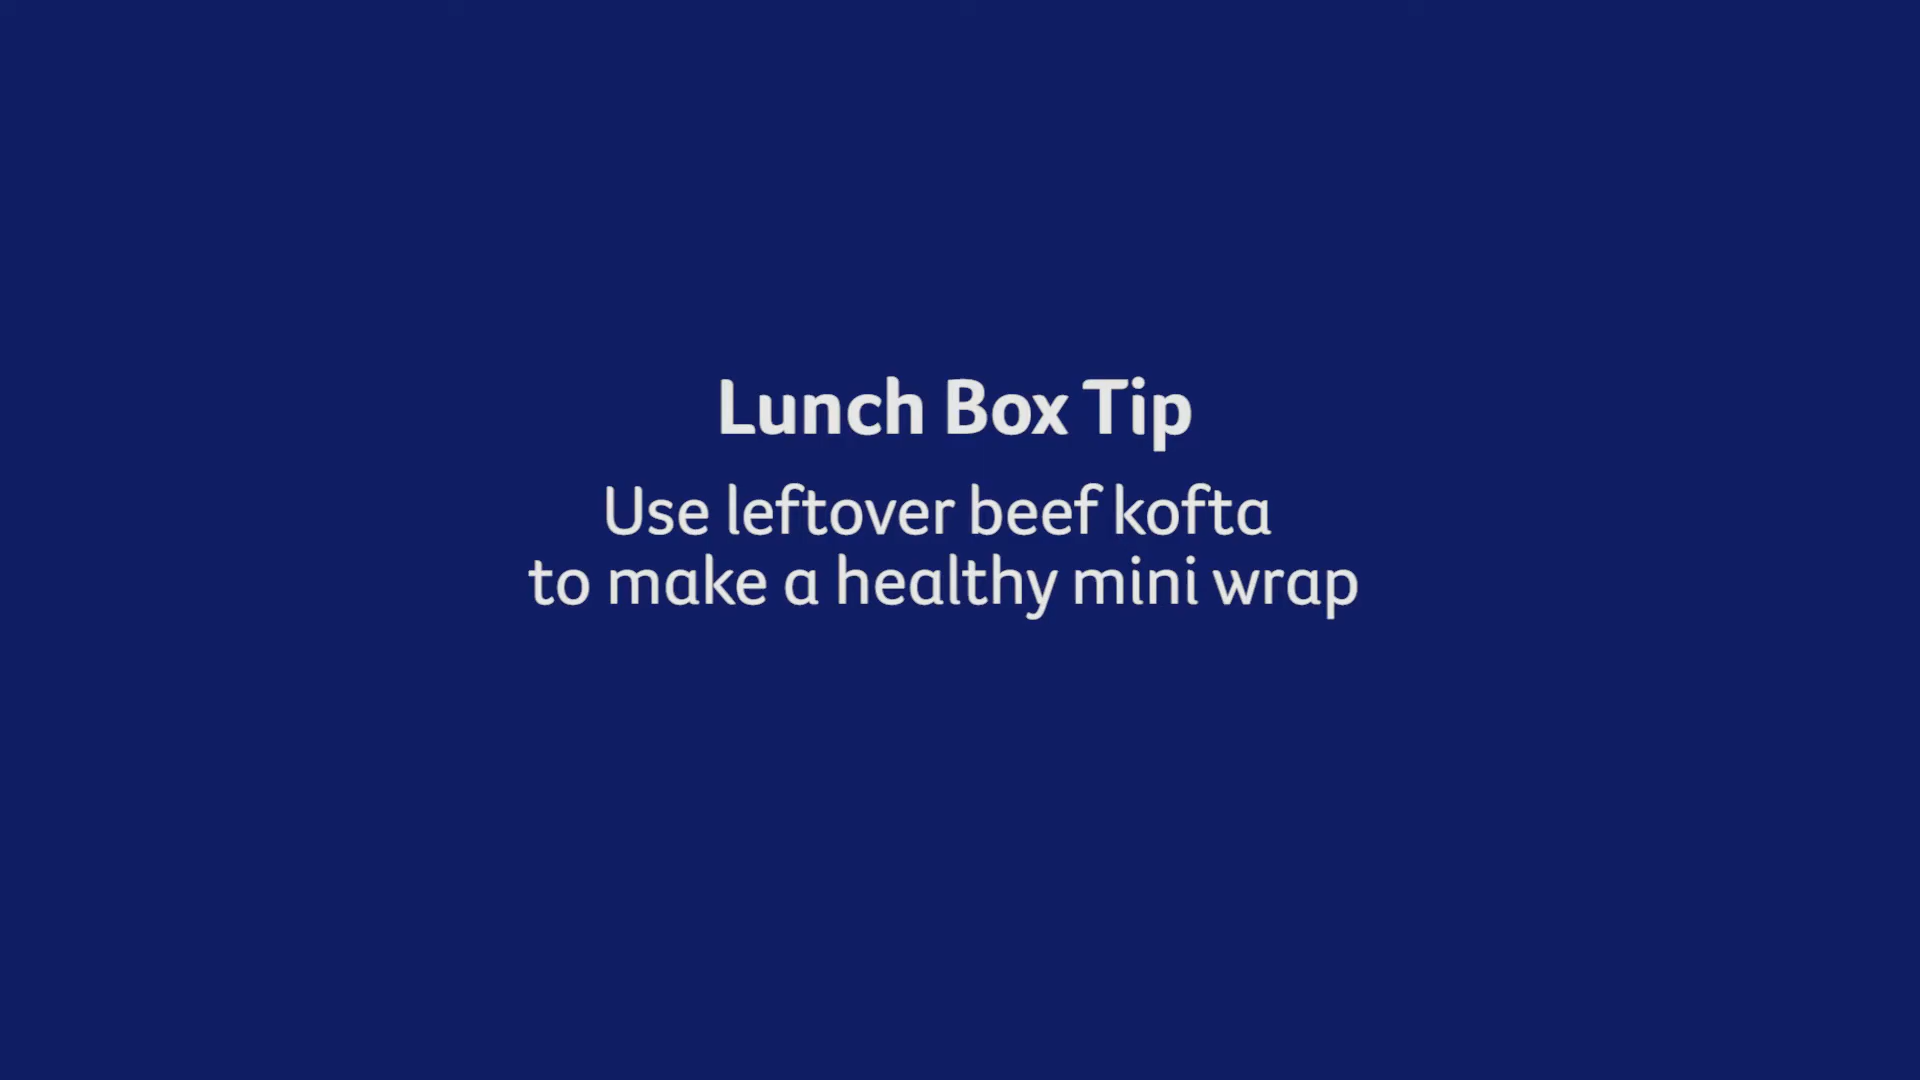 Lunch Box Tip
Use leftover beef kofta
to make a healthy mini wrap